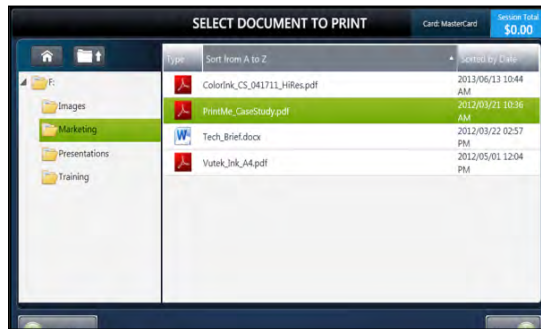 SELECT DOCUMENT TO PRINT
Card: MasterCard
Session Total
$0.00
Type
Sort from A to Z
Sorted by Date
F:
Images
Marketing
Presentations
Training
ColorInk_CS_041711_HiRes.pdf
2013/06/13 10:44
AM
PrintMe_CaseStudy.pdf
2012/03/21 10:36
AM
Tech_Brief.docx
2012/03/22 02:57
PM
Vutek_Ink_A4.pdf
2012/05/01 12:04
PM